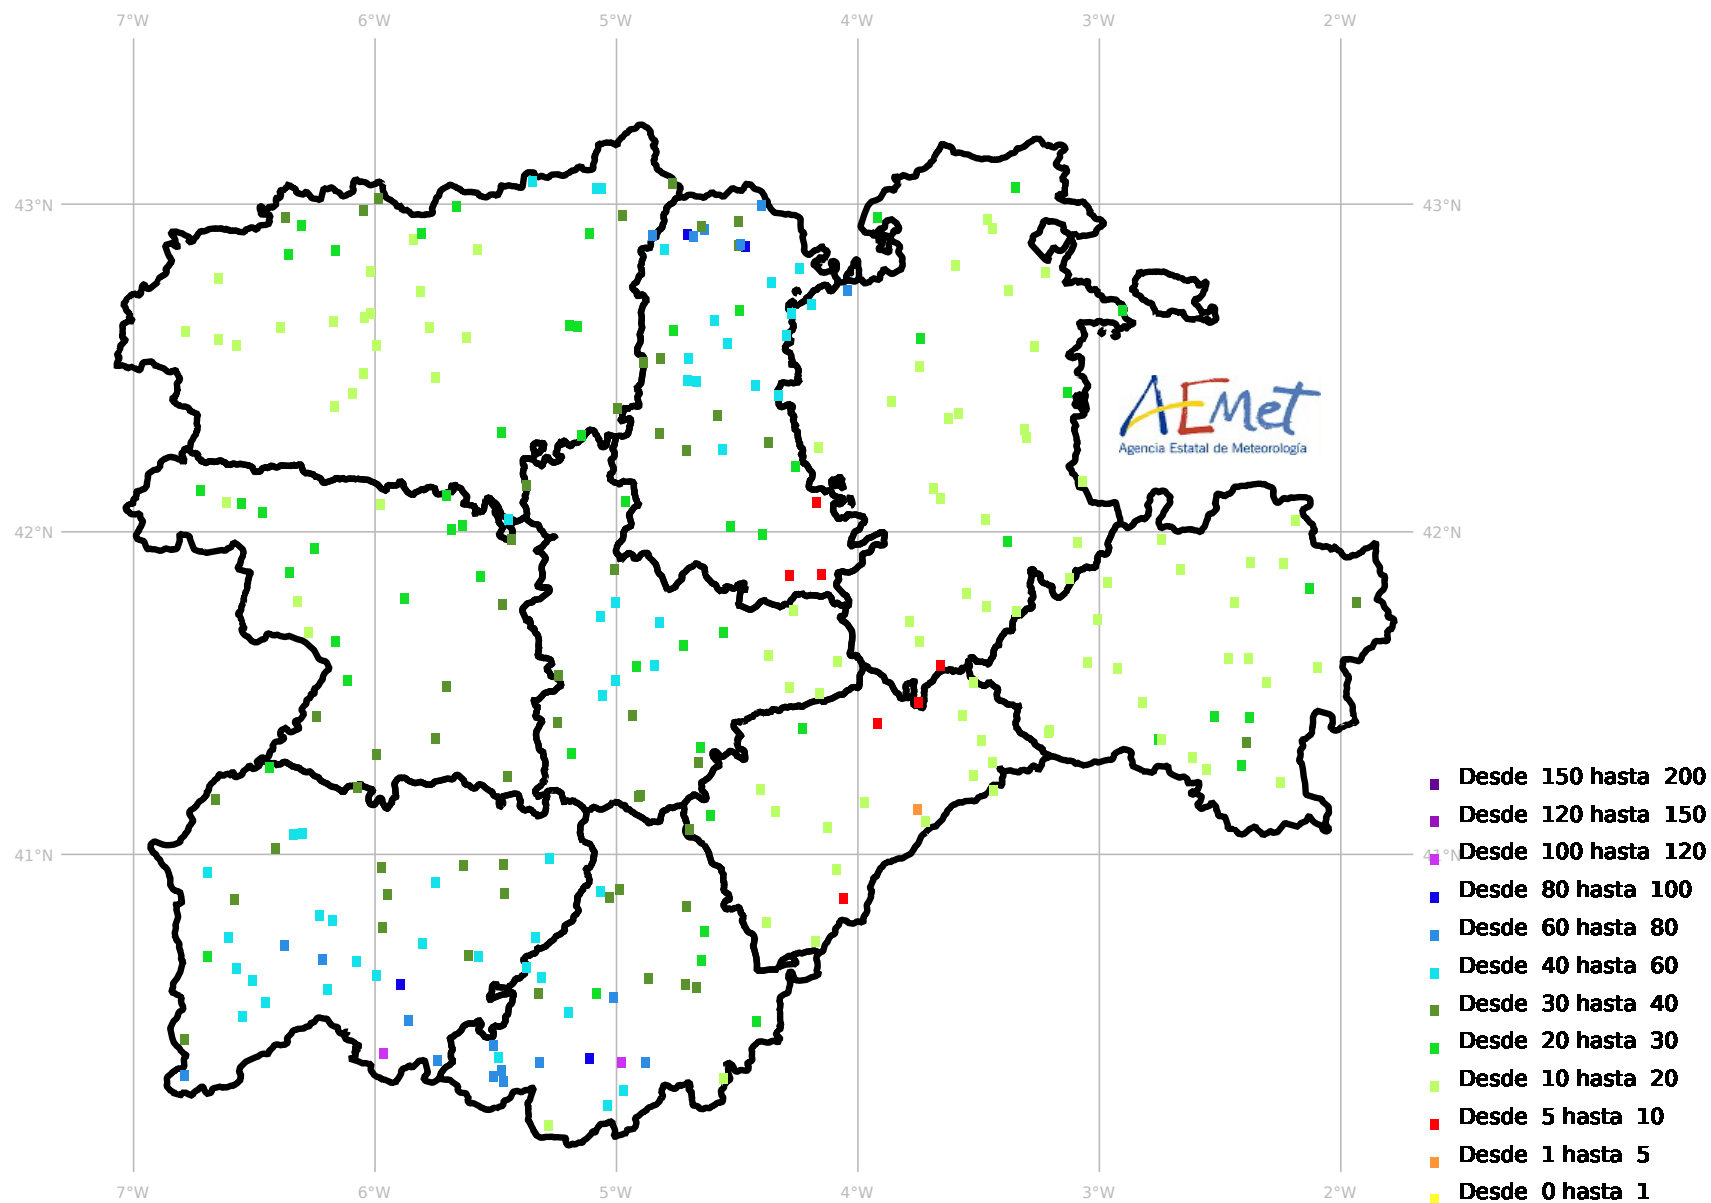 7°W 6°W 5°W 4°W 3°W 2°W
43°N 43°N
AEMet
Agencia Estatal de Meteorología
42°N 42°N
Desde 150 hasta 200
Desde 120 hasta 150
41°N 41°N
Desde 100 hasta 120
Desde 80 hasta 100
Desde 60 hasta 80
Desde 40 hasta 60
Desde 30 hasta 40
Desde 20 hasta 30
Desde 10 hasta 20
Desde 5 hasta 10
Desde 1 hasta 5
Desde 0 hasta 1
7°W 6°W 5°W 4°W 3°W 2°W